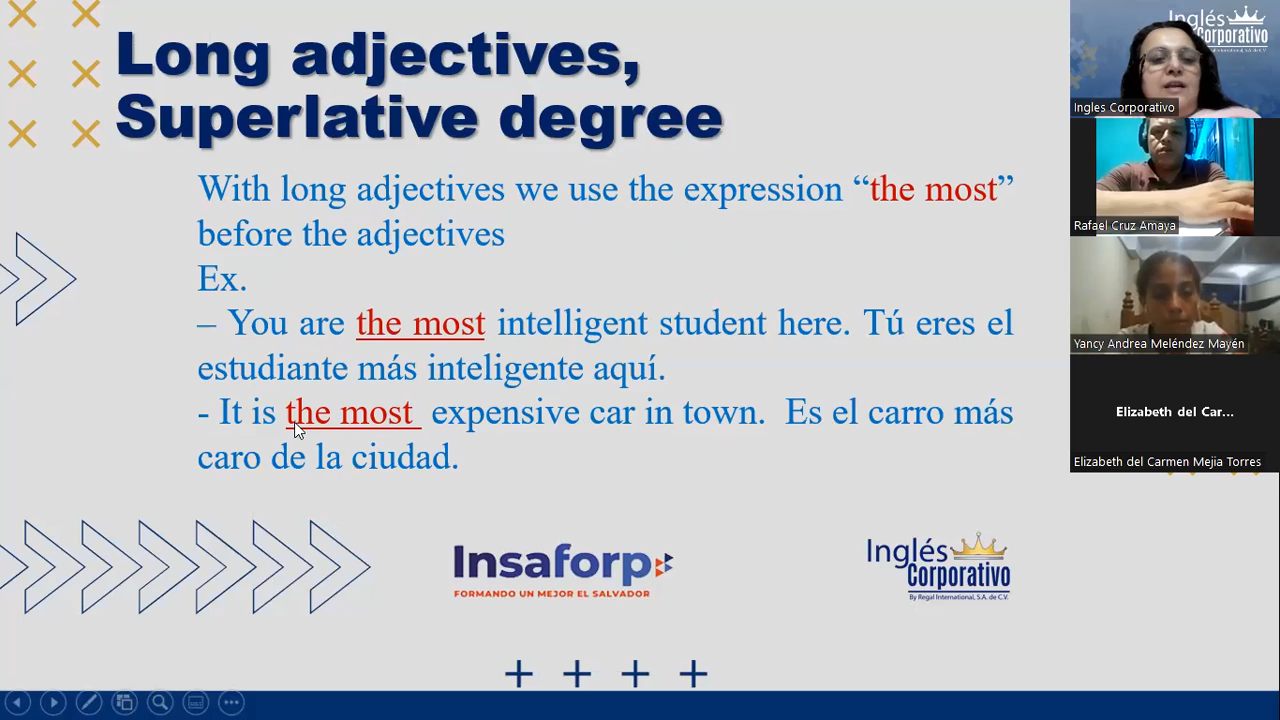 Long adjectives,
Superlative degree
With long adjectives we use the expression “the most”
before the adjectives
Ex.
– You are the most intelligent student here. Tú eres el
estudiante más inteligente aquí.
- It is the most expensive car in town. Es el carro más
caro de la ciudad.
Insaforp
FORMANDO UN MEJOR EL SALVADOR
Inglés
Corporativo
By Regal International, S.A. de C.V.
Inglés
Corporativo
Ingles Corporativo
Rafael Cruz Amaya
Yancy Andrea Meléndez Mayén
Elizabeth del Car...
Elizabeth del Carmen Mejia Torres